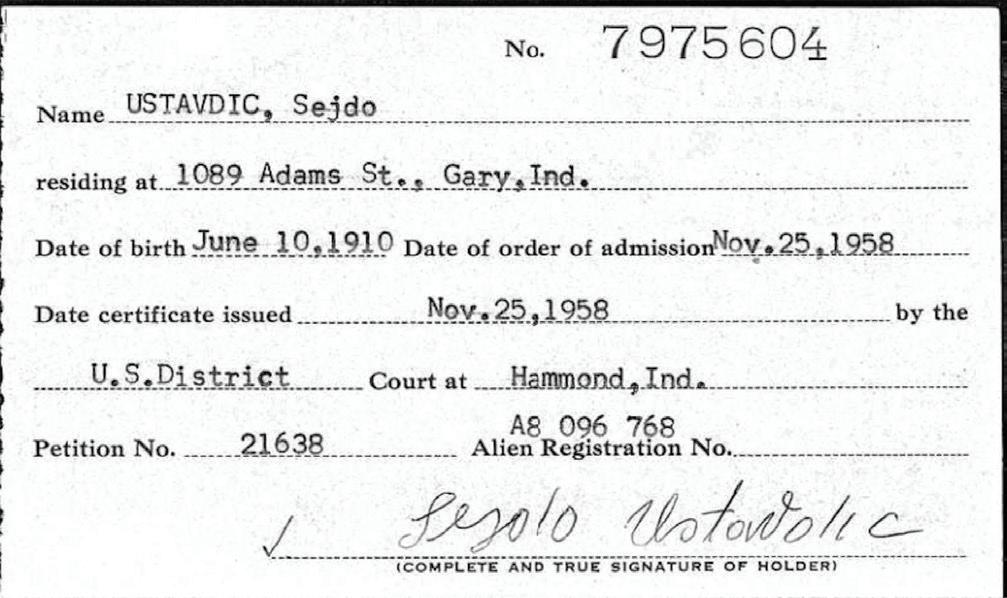 No. 7975604
Name USTAVDIC, Sejdo
residing at 1089 Adams St., Gary, Ind.
Date of birth June 10, 1910 Date of order of admission Nov. 25, 1958
Date certificate issued Nov. 25, 1958 by the
U.S. District Court at Hammond, Ind.
A8 096 768
Petition No. 21638 Alien Registration No.
Sejdo Ustavdic
(COMPLETE AND TRUE SIGNATURE OF HOLDER)